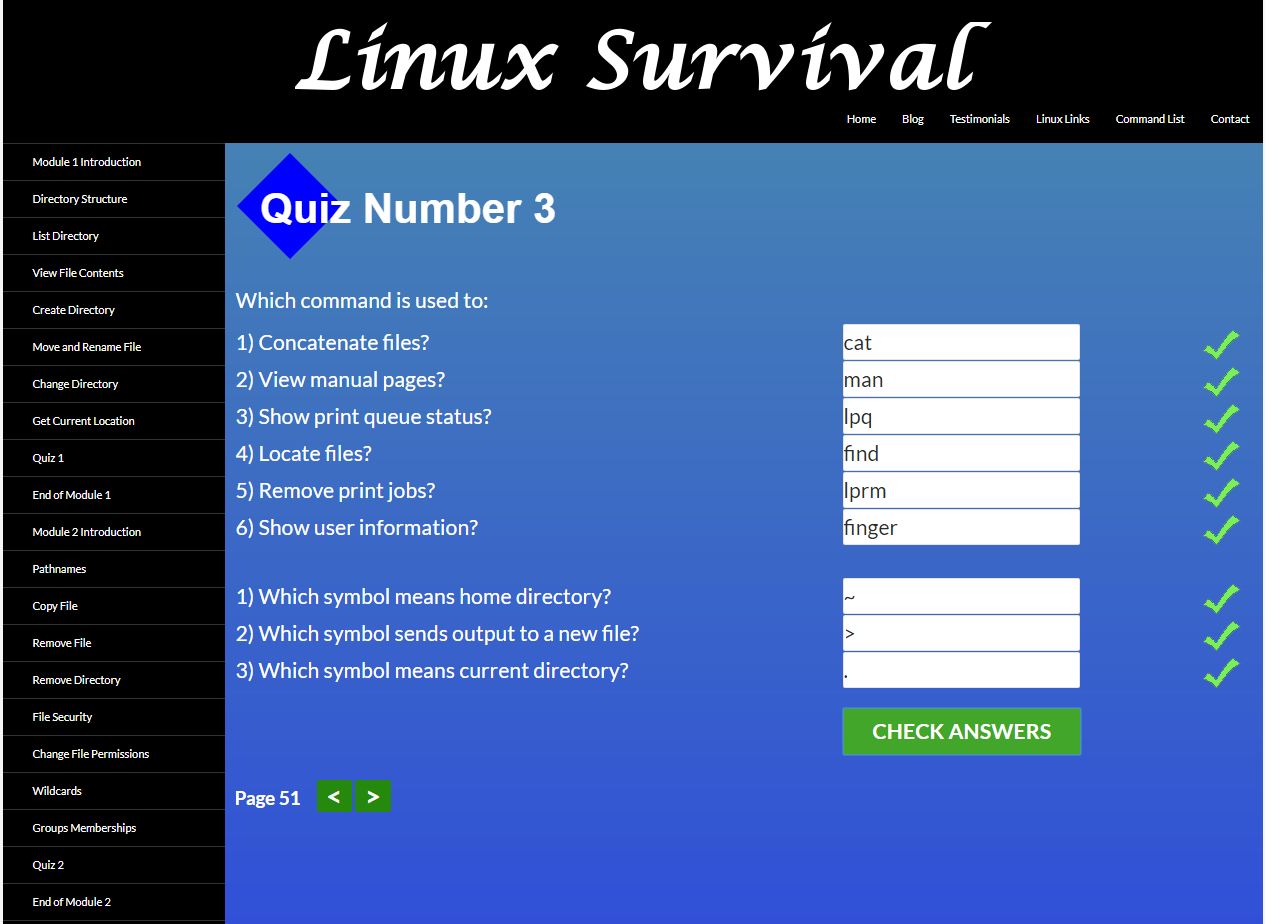 Linux Survival
Home Blog Testimonials Linux Links Command List Contact
Module 1 Introduction
Directory Structure
List Directory
View File Contents
Create Directory
Move and Rename File
Change Directory
Get Current Location
Quiz 1
End of Module 1
Module 2 Introduction
Pathnames
Copy File
Remove File
Remove Directory
File Security
Change File Permissions
Wildcards
Groups Memberships
Quiz 2
End of Module 2
Quiz Number 3
Which command is used to:
1) Concatenate files? cat
2) View manual pages? man
3) Show print queue status? lpq
4) Locate files? find
5) Remove print jobs? lprm
6) Show user information? finger
1) Which symbol means home directory? ~
2) Which symbol sends output to a new file? >
3) Which symbol means current directory? .
CHECK ANSWERS
Page 51 < >